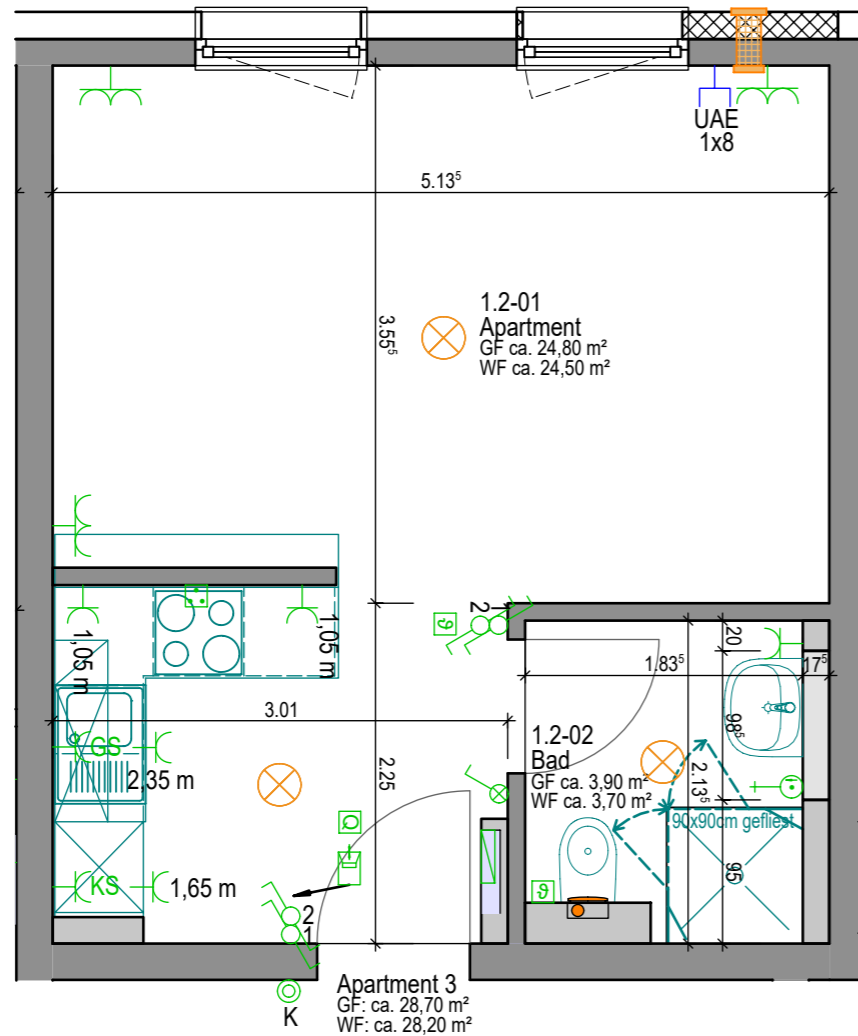 UAE
1x8
5.13⁵
1.2-01
Apartment
GF ca. 24,80 m²
WF ca. 24,50 m²
3.55⁵
2
1
ϑ
20
1,05 m
1,05 m
1.83⁵
17⁵
3.01
1.2-02
Bad
GF ca. 3,90 m²
WF ca. 3,70 m²
98⁵
2.13⁵
2.25
GS
2,35 m
90x90cm gefliest
95
KS
1,65 m
ϑ
2
1
K
Apartment 3
GF: ca. 28,70 m²
WF: ca. 28,20 m²